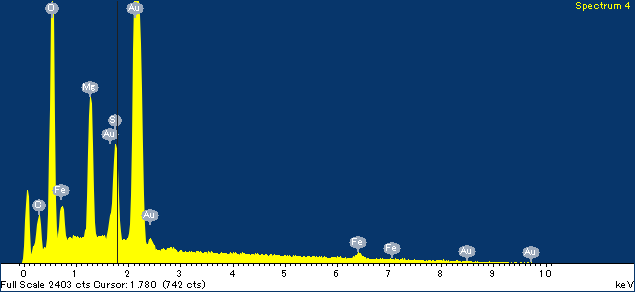 Spectrum 4
O Au
Mg
Si
Au
Fe
C
Au
Fe
Fe
Au
Au
0 1 2 3 4 5 6 7 8 9 10
Full Scale 2403 cts Cursor: 1.780 (742 cts) keV